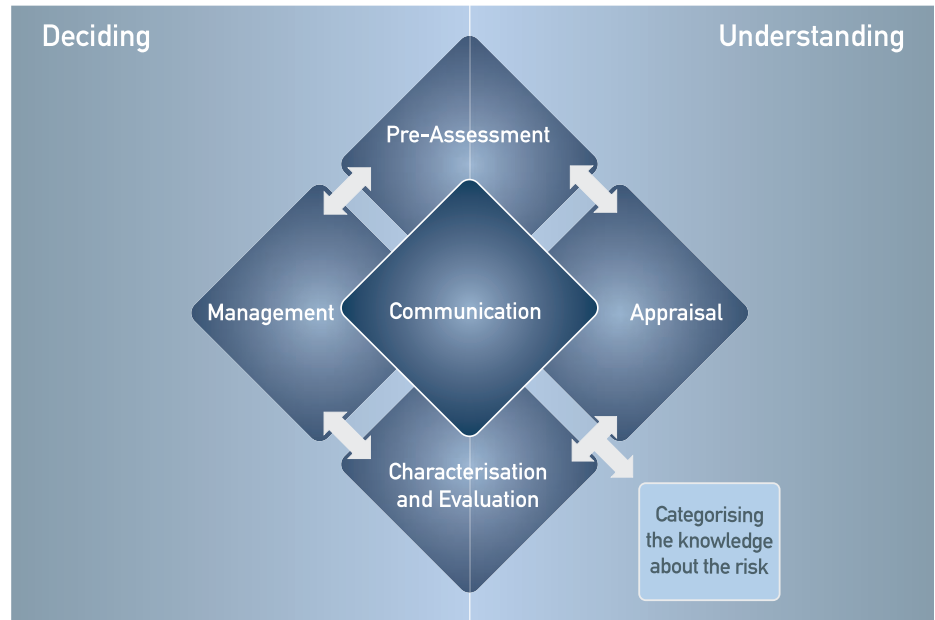 Deciding
Understanding
Pre-Assessment
Management
Communication
Appraisal
Characterisation
and Evaluation
Categorising
the knowledge
about the risk